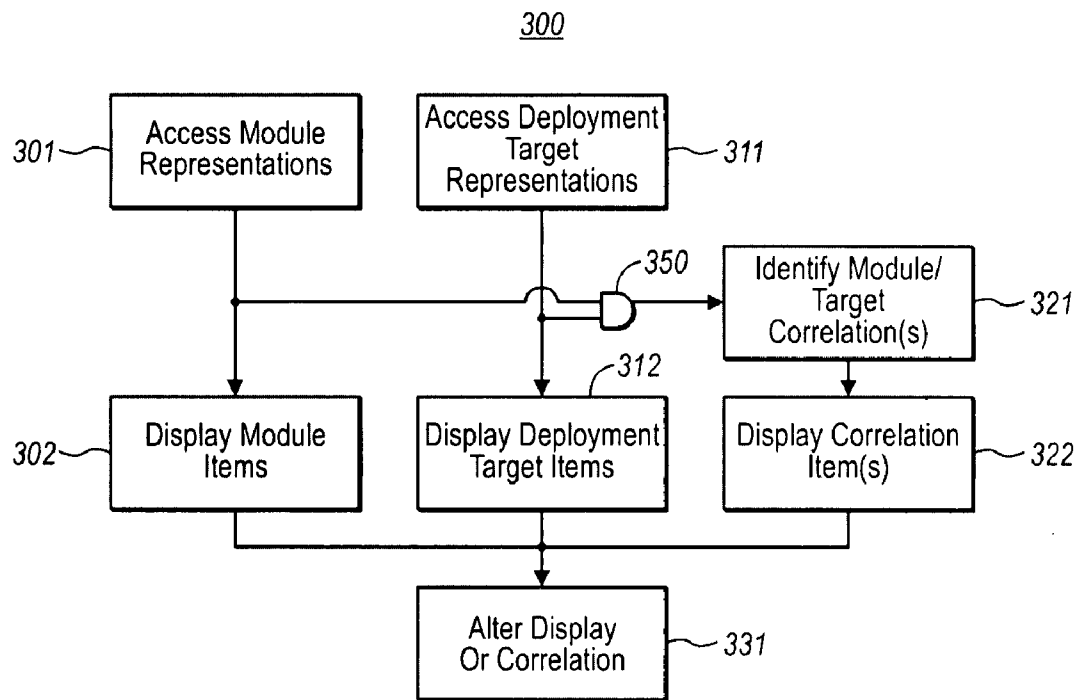 300
Access Module
Representations
301
Access Deployment
Target
Representations
311
350
Identify Module/
Target
Correlation(s)
321
302
Display Module
Items
312
Display Deployment
Target Items
Display Correlation
Item(s)
322
Alter Display
Or Correlation
331